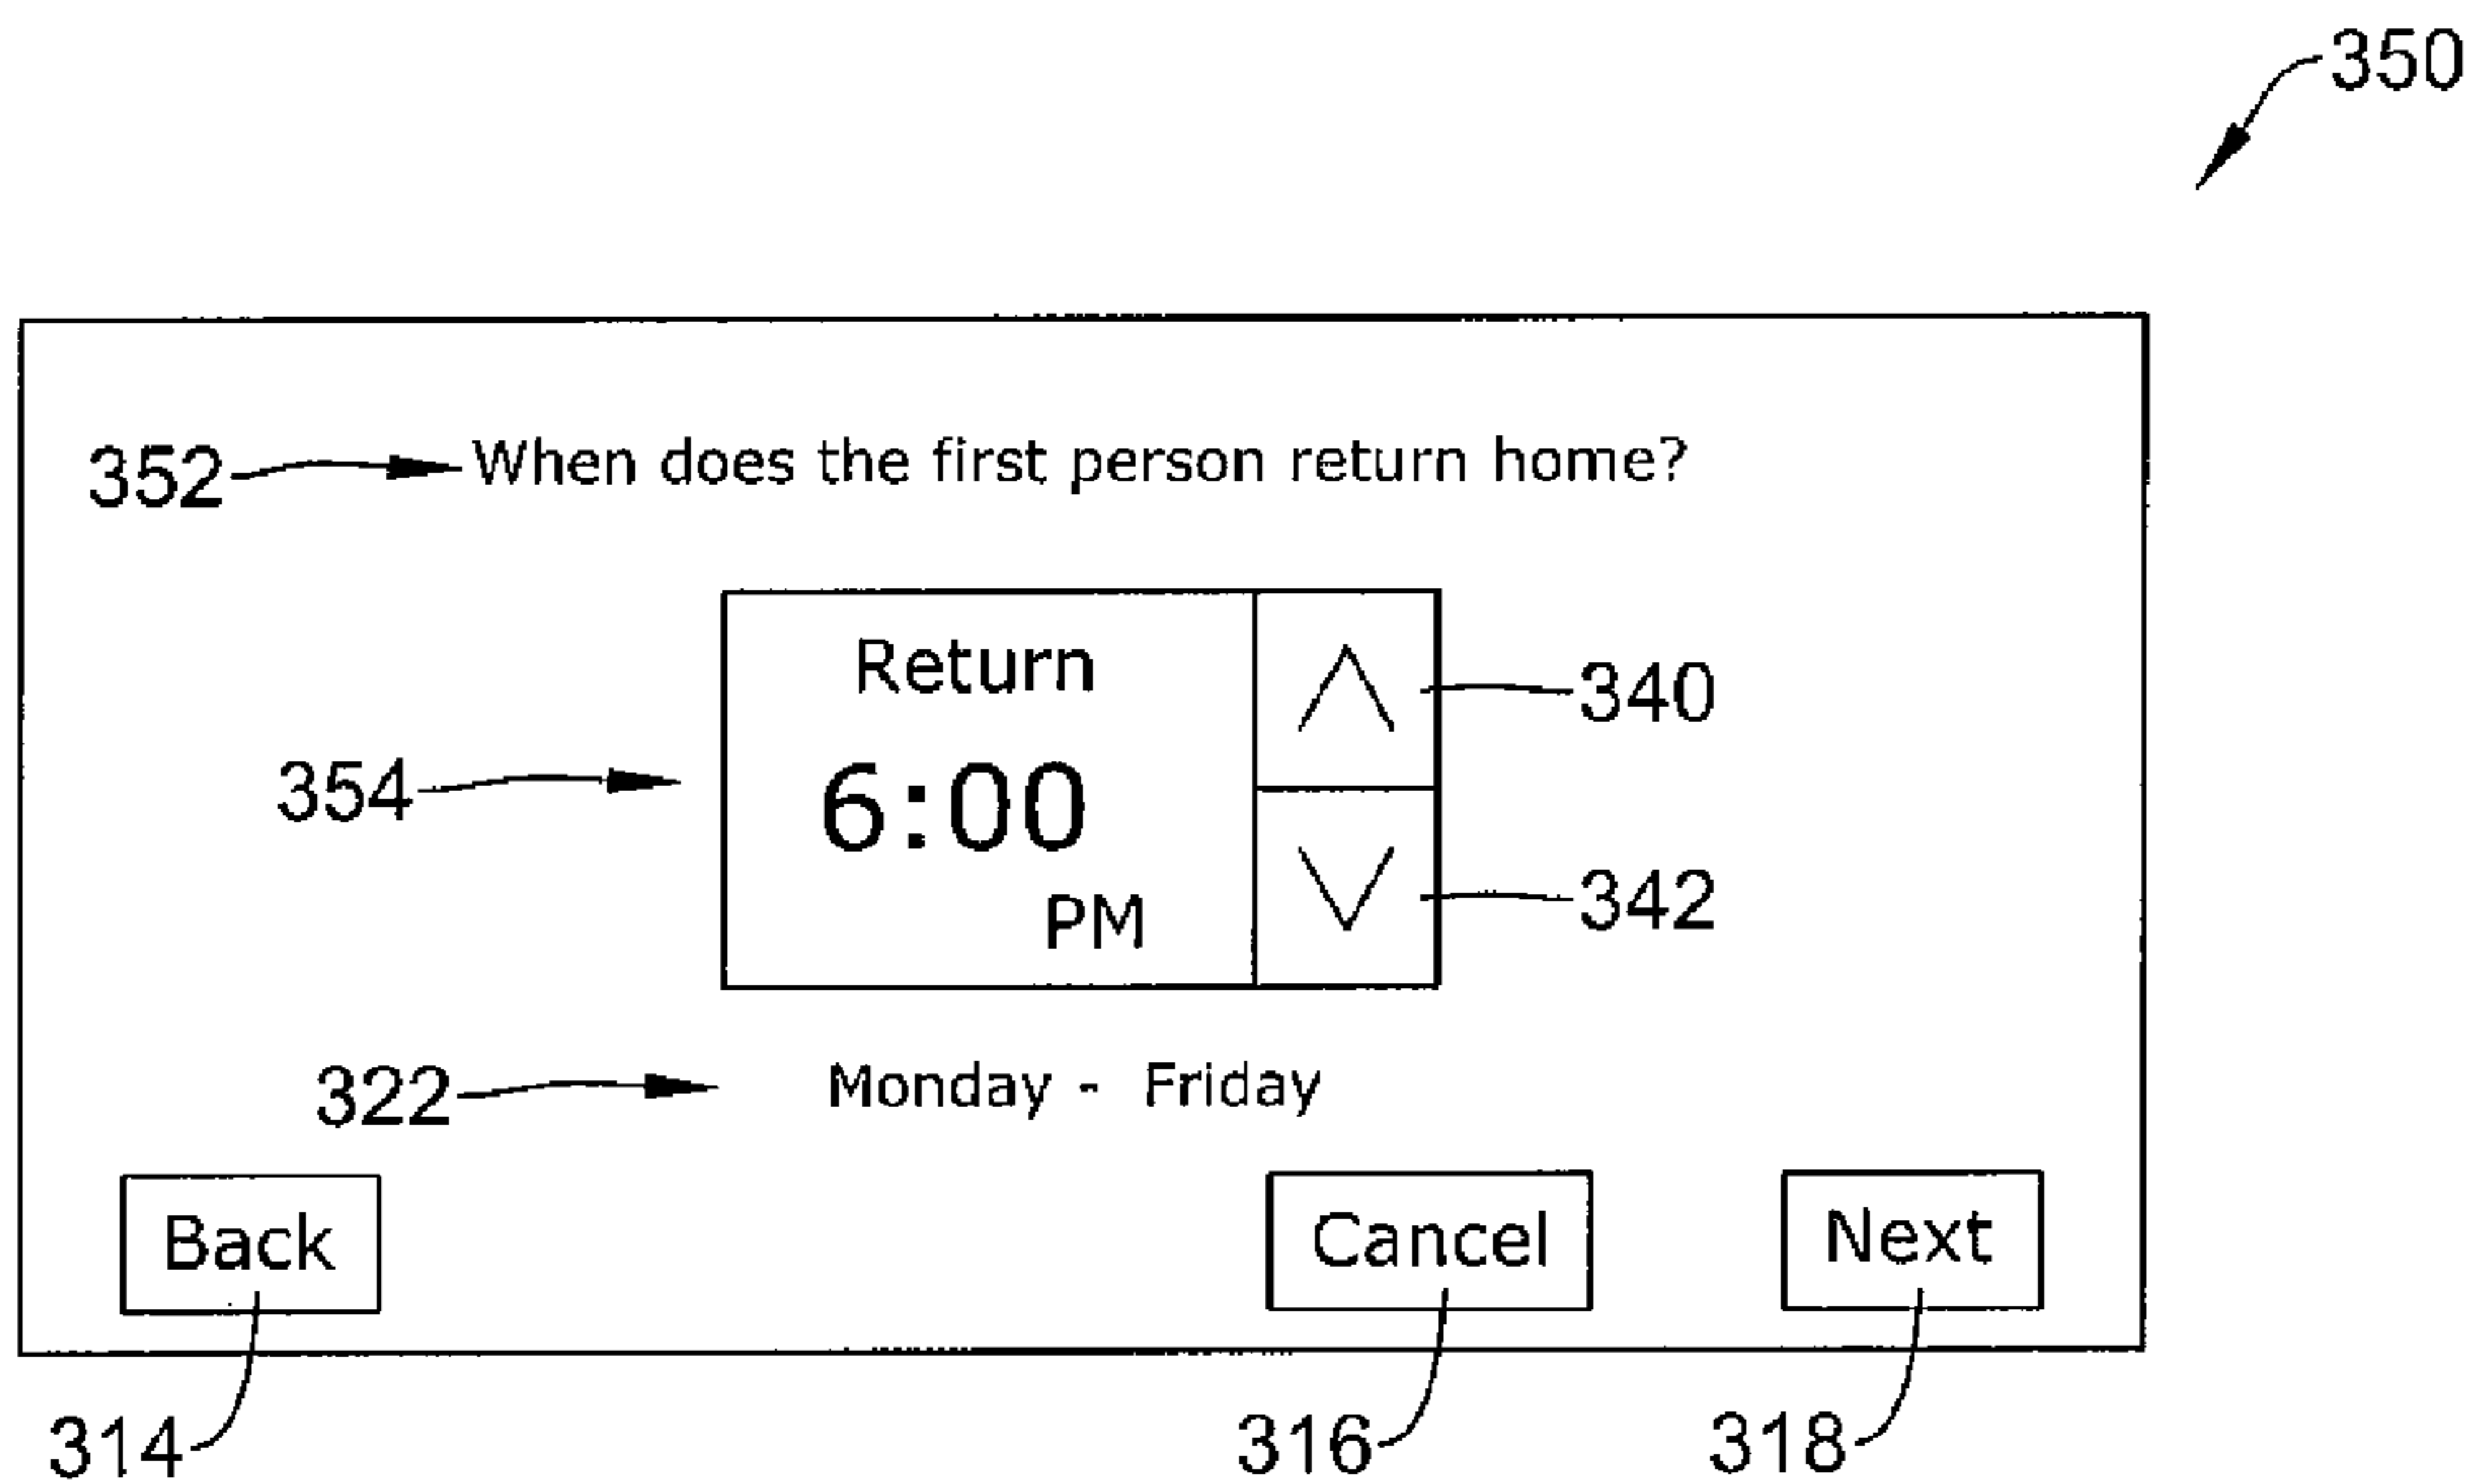 350
352 When does the first person return home?
Return
340
354 6:00
342
PM
322 Monday - Friday
Back Cancel Next
314 316 318